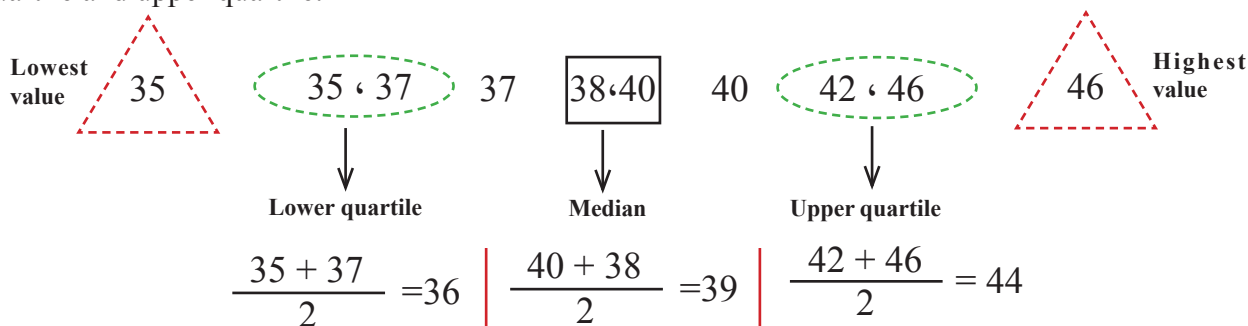 Lowest value
35
35 ، 37
37
38،40
40
42 ، 46
46
Highest value
Lower quartile
Median
Upper quartile
35 + 37
2
=36
40 + 38
2
=39
42 + 46
2
= 44